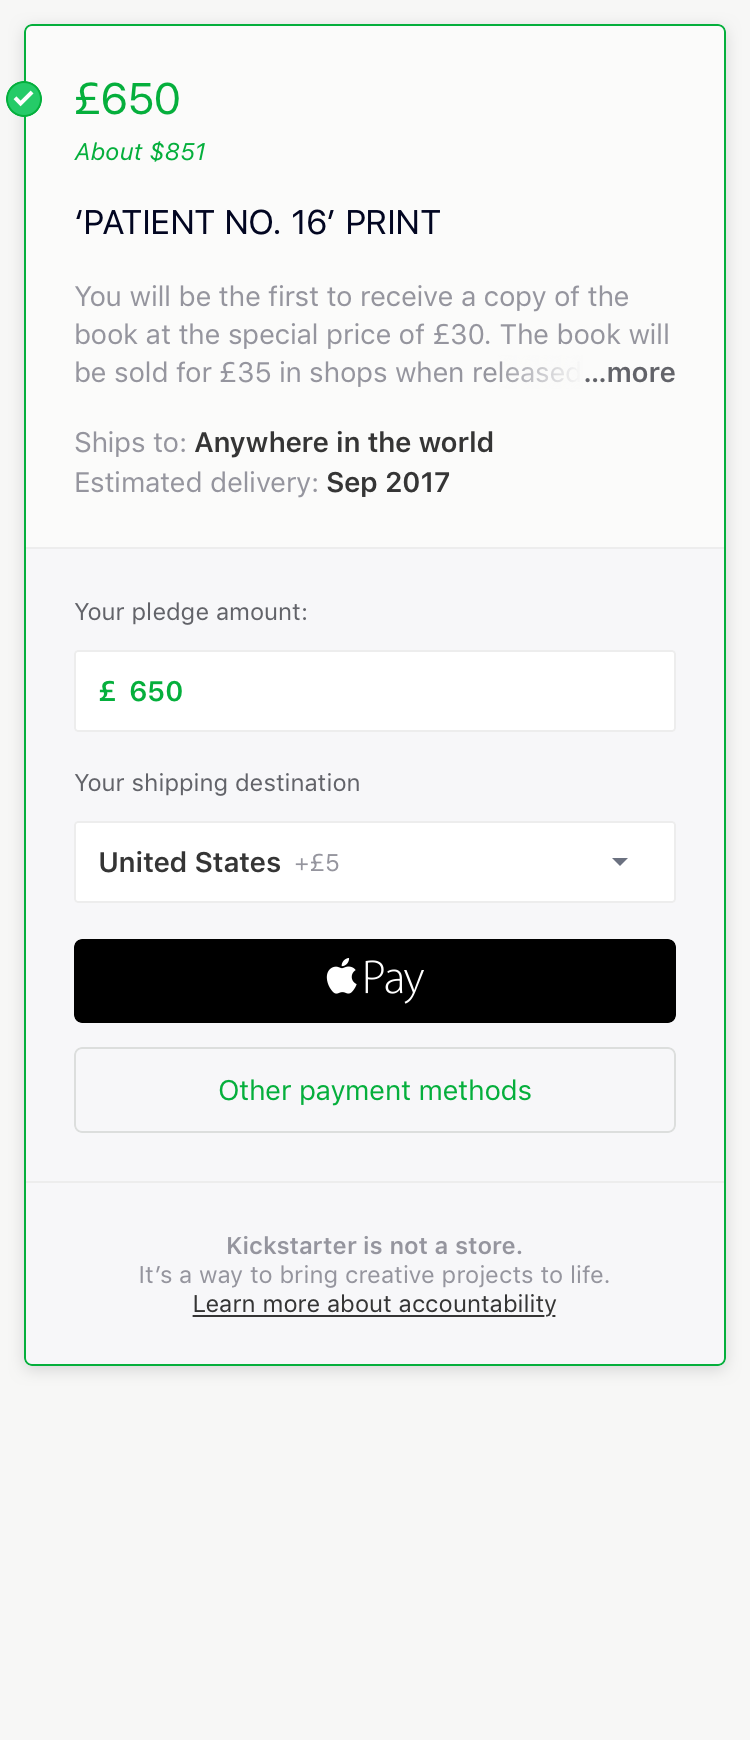 £650
About $851
‘PATIENT NO. 16’ PRINT
You will be the first to receive a copy of the
book at the special price of £30. The book will
be sold for £35 in shops when released...more
Ships to: Anywhere in the world
Estimated delivery: Sep 2017
Your pledge amount:
£ 650
Your shipping destination
United States +£5
Pay
Other payment methods
Kickstarter is not a store.
It’s a way to bring creative projects to life.
Learn more about accountability